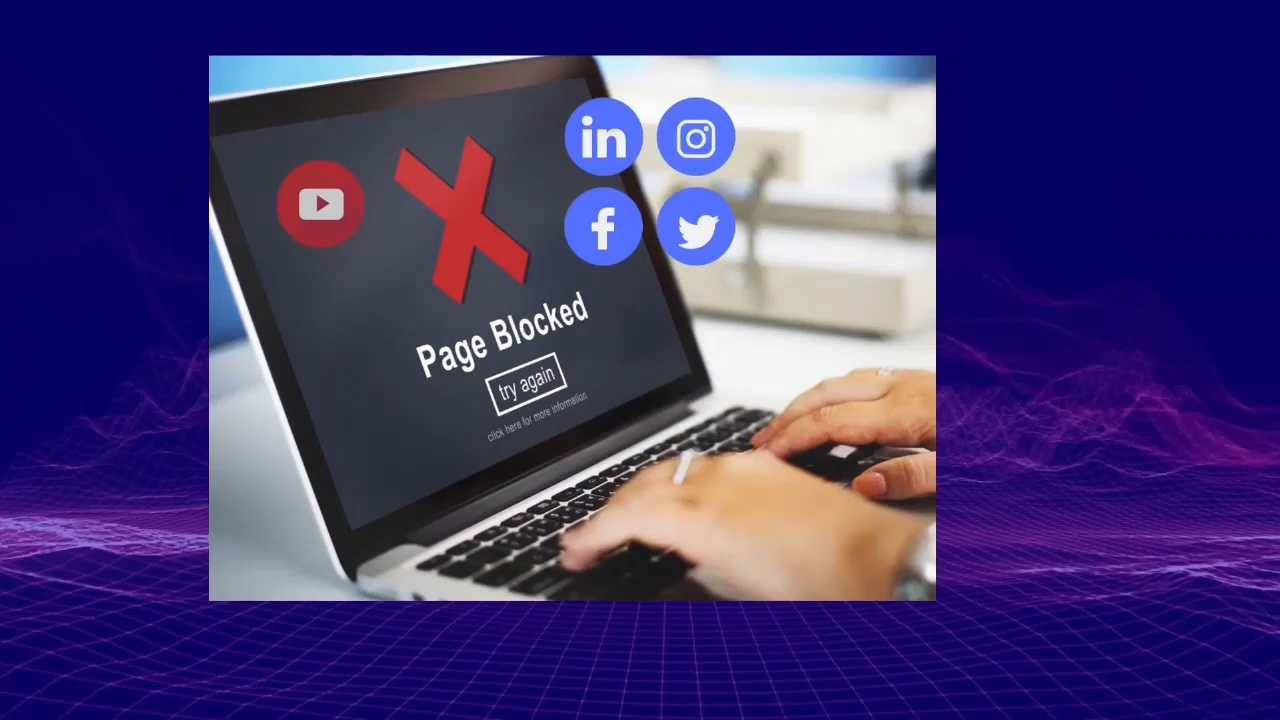 in
f
Page Blocked
try again
click here for more information